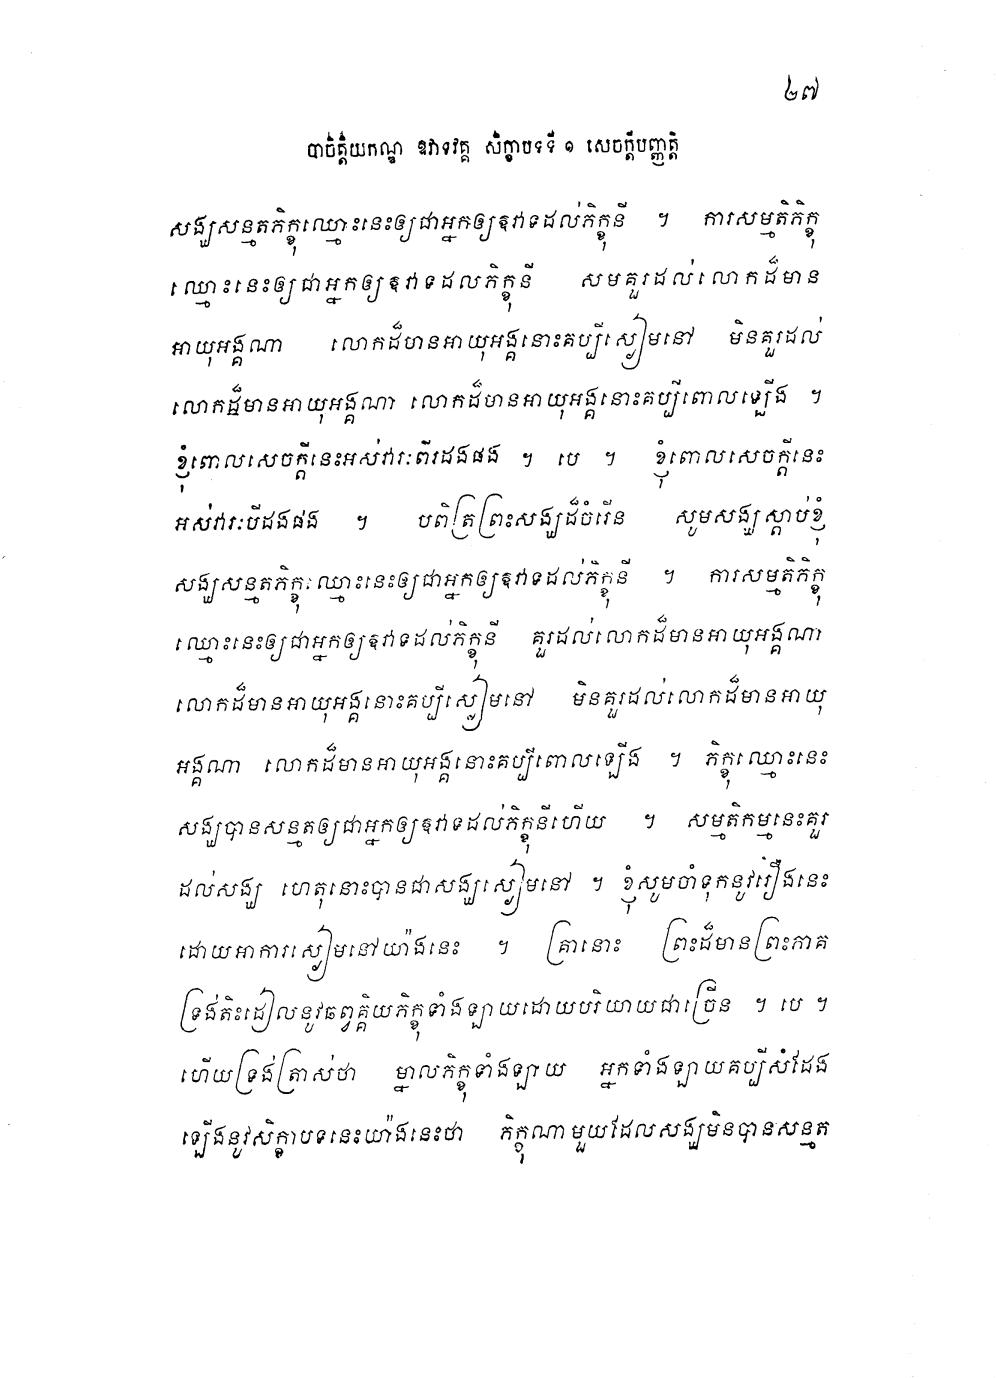 ២៧
បាចិត្តិយកណ្ឌ ឱវាទវគ្គ សិក្ខាបទទី ១ សេចក្តីបញ្ញត្តិ
សង្ឃសន្មតភិក្ខុឈ្មោះនេះឲ្យជាអ្នកឲ្យឱវាទដល់ភិក្ខុនី ។ ការសម្មតិភិក្ខុ
ឈ្មោះនេះឲ្យជាអ្នកឲ្យឱវាទដលភិក្ខុនី សមគួរដល់លោកដ៏មាន
អាយុអង្គណា លោកដ៏មានអាយុអង្គនោះគប្បីស្ងៀមនៅ មិនគួរដល់
លោកដ៏មានអាយុអង្គណា លោកដ៏មានអាយុអង្គនោះគប្បីពោលឡើង ។
ខ្ញុំពោលសេចក្តីនេះអស់វារៈពីរដងផង ។ បេ ។ ខ្ញុំពោលសេចក្តីនេះ
អស់វារៈបីដងផង ។ បពិត្រព្រះសង្ឃដ៏ចំរើន សូមសង្ឃស្តាប់ខ្ញុំ
សង្ឃសន្មតភិក្ខុឈ្មោះនេះឲ្យជាអ្នកឲ្យឱវាទដល់ភិក្ខុនី ។ ការសម្មតិភិក្ខុ
ឈ្មោះនេះឲ្យជាអ្នកឲ្យឱវាទដល់ភិក្ខុនី គួរដល់លោកដ៏មានអាយុអង្គណា
លោកដ៏មានអាយុអង្គនោះគប្បីស្ងៀមនៅ មិនគួរដល់លោកដ៏មានអាយុ
អង្គណា លោកដ៏មានអាយុអង្គនោះគប្បីពោលឡើង ។ ភិក្ខុឈ្មោះនេះ
សង្ឃបានសន្មតឲ្យជាអ្នកឲ្យឱវាទដល់ភិក្ខុនីហើយ ។ សម្មតិកម្មនេះគួរ
ដល់សង្ឃ ហេតុនោះបានជាសង្ឃស្ងៀមនៅ ។ ខ្ញុំសូមចាំទុកនូវរឿងនេះ
ដោយអាការស្ងៀមនៅយ៉ាងនេះ ។ គ្រានោះ ព្រះដ៏មានព្រះភាគ
ទ្រង់តិះដៀលនូវឆព្វគ្គិយភិក្ខុទាំងឡាយដោយបរិយាយជាច្រើន ។ បេ ។
ហើយទ្រង់ត្រាស់ថា ម្នាលភិក្ខុទាំងឡាយ អ្នកទាំងឡាយគប្បីសំដែង
ឡើងនូវសិក្ខាបទនេះយ៉ាងនេះថា ភិក្ខុណាមួយដែលសង្ឃមិនបានសន្មត